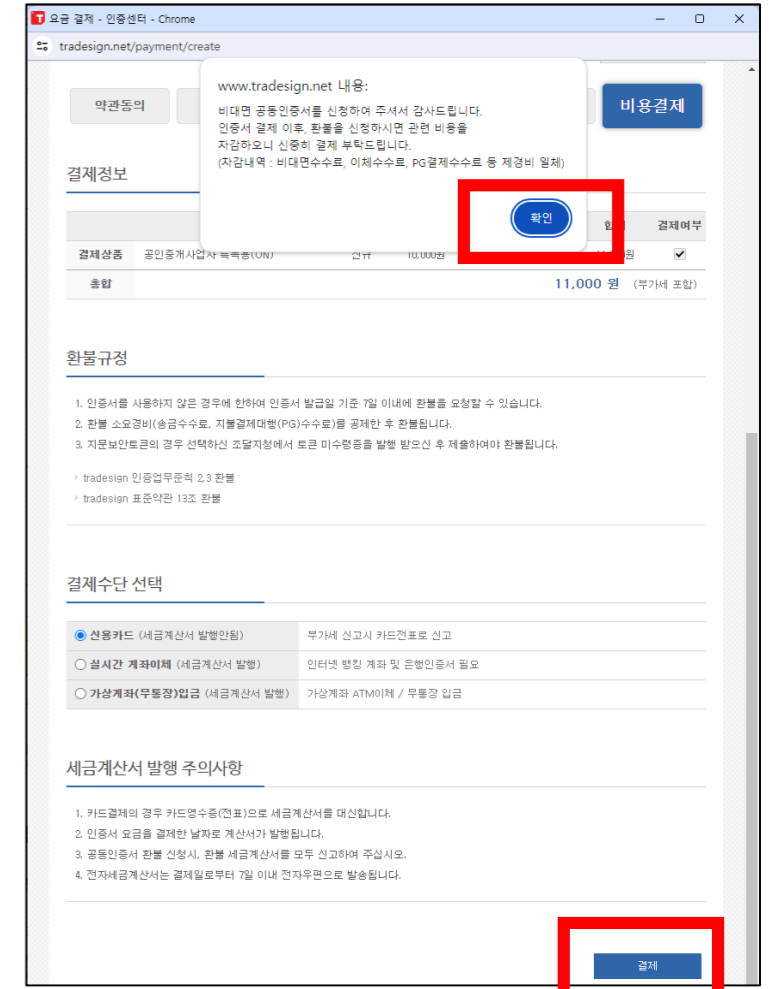 요금 결제 - 인증센터 - Chrome
tradesign.net/payment/create
www.tradesign.net 내용:
비대면 공동인증서를 신청하여 주셔서 감사드립니다.
인증서 결제 이후, 환불을 신청하시면 관련 비용을
차감하오니 신중히 결제 부탁드립니다.
(차감내역 : 비대면수수료, 이체수수료, PG결제수수료 등 제경비 일체)
확인
약관동의
비용결제
결제정보
결제여부
결제상품 공인중개사업자 특목용(ON) 신규 10,000원
총합 11,000 원 (부가세 포함)
환불규정
1. 인증서를 사용하지 않은 경우에 한하여 인증서 발급일 기준 7일 이내에 환불을 요청할 수 있습니다.
2. 환불 소요경비(송금수수료, 지불결제대행(PG)수수료)를 공제한 후 환불됩니다.
3. 지문보안토큰의 경우 선택하신 조달지청에서 토큰 미수령증을 발행 받으신 후 제출하여야 환불됩니다.
tradesign 인증업무준칙 2.3 환불
tradesign 표준약관 13조 환불
결제수단 선택
신용카드 (세금계산서 발행안됨) 부가세 신고시 카드전표로 신고
실시간 계좌이체 (세금계산서 발행) 인터넷 뱅킹 계좌 및 은행인증서 필요
가상계좌(무통장)입금 (세금계산서 발행) 가상계좌 ATM이체 / 무통장 입금
세금계산서 발행 주의사항
1. 카드결제의 경우 카드영수증(전표)으로 세금계산서를 대신합니다.
2. 인증서 요금을 결제한 날짜로 계산서가 발행됩니다.
3. 공동인증서 환불 신청시, 환불 세금계산서를 모두 신고하여 주십시오.
4. 전자세금계산서는 결제일로부터 7일 이내 전자우편으로 발송됩니다.
결제